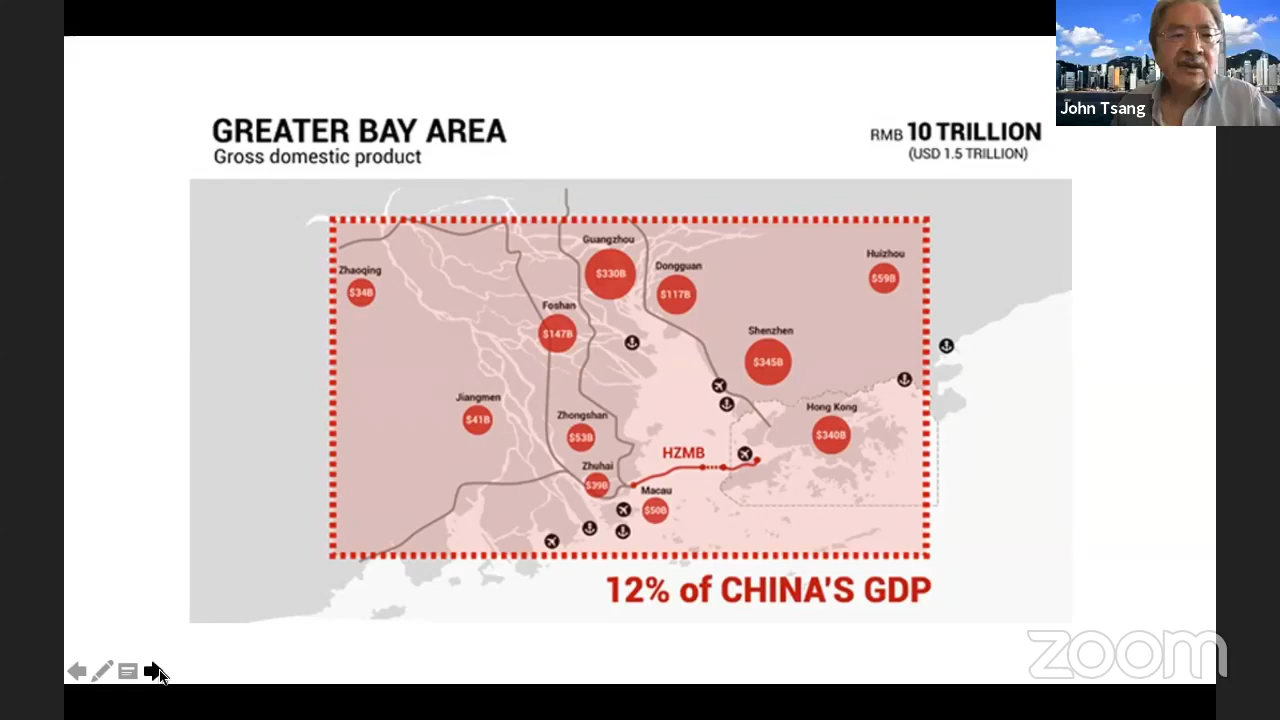 John Tsang
GREATER BAY AREA
Gross domestic product
RMB 10 TRILLION
(USD 1.5 TRILLION)
Guangzhou
$330B
Dongguan
$117B
Huizhou
$59B
Zhaoqing
$34B
Foshan
$147B
Shenzhen
$345B
Jiangmen
$41B
Zhongshan
$53B
Hong Kong
$340B
HZMB
Zhuhai
$39B
Macau
$50B
12% of CHINA'S GDP
zoom